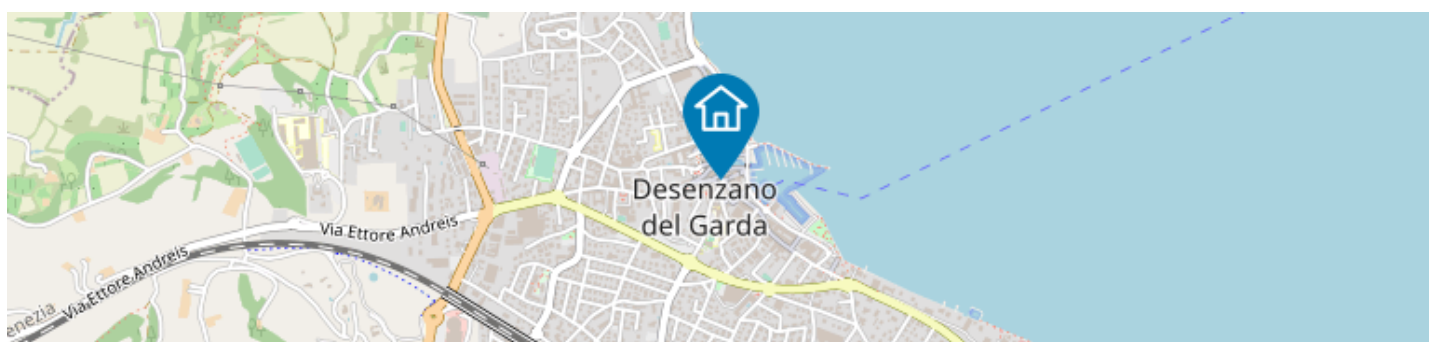 Desenzano
del Garda
Via Ettore Andreis
Via Ettore Andreis
enezia